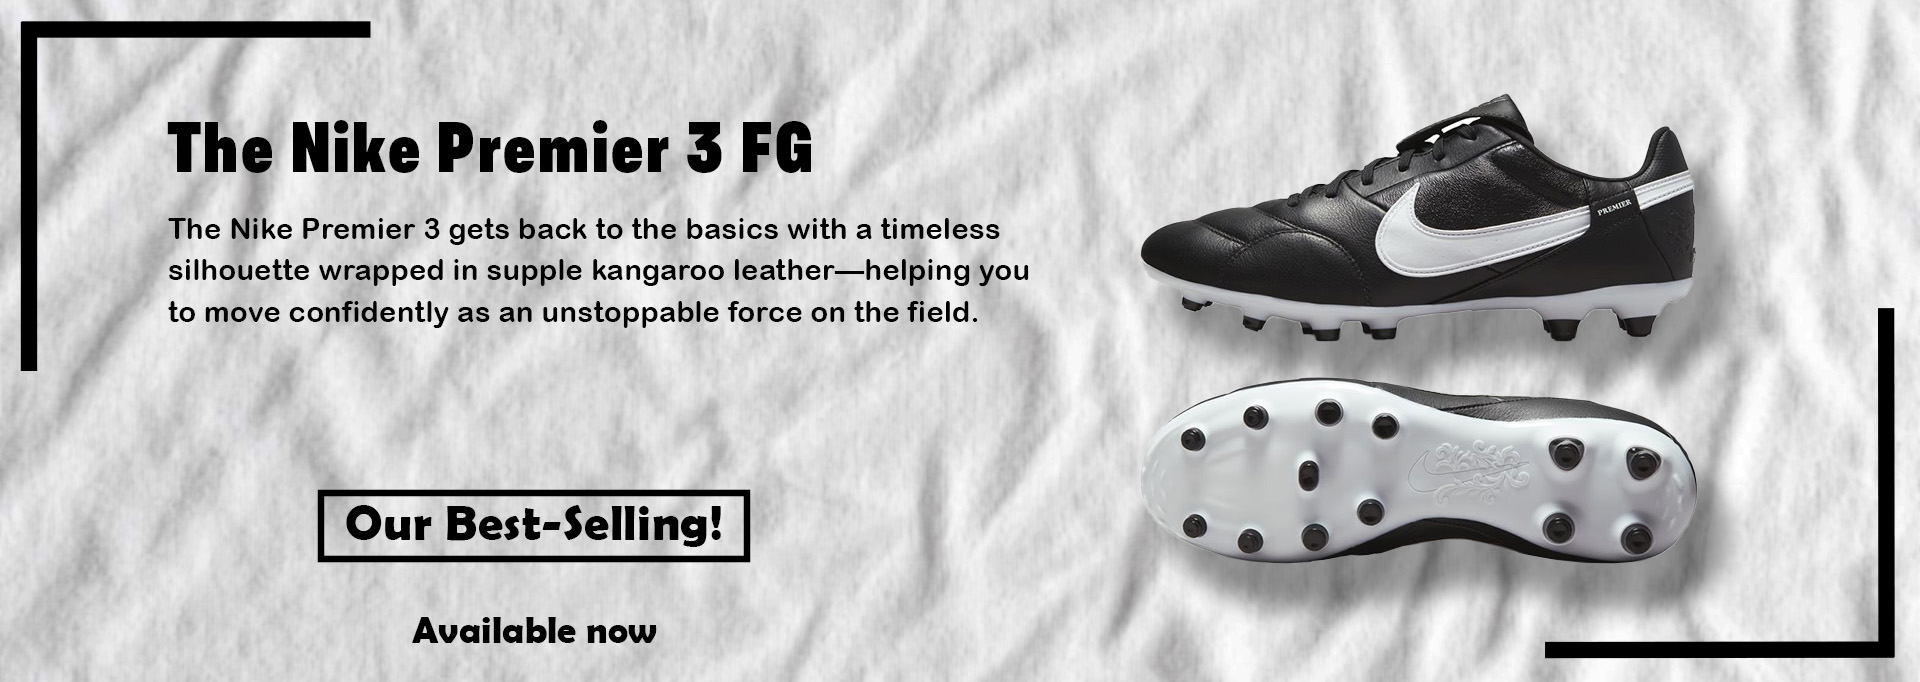 The Nike Premier 3 FG
The Nike Premier 3 gets back to the basics with a timeless
silhouette wrapped in supple kangaroo leather—helping you
to move confidently as an unstoppable force on the field.
PREMIER
Our Best-Selling!
Available now